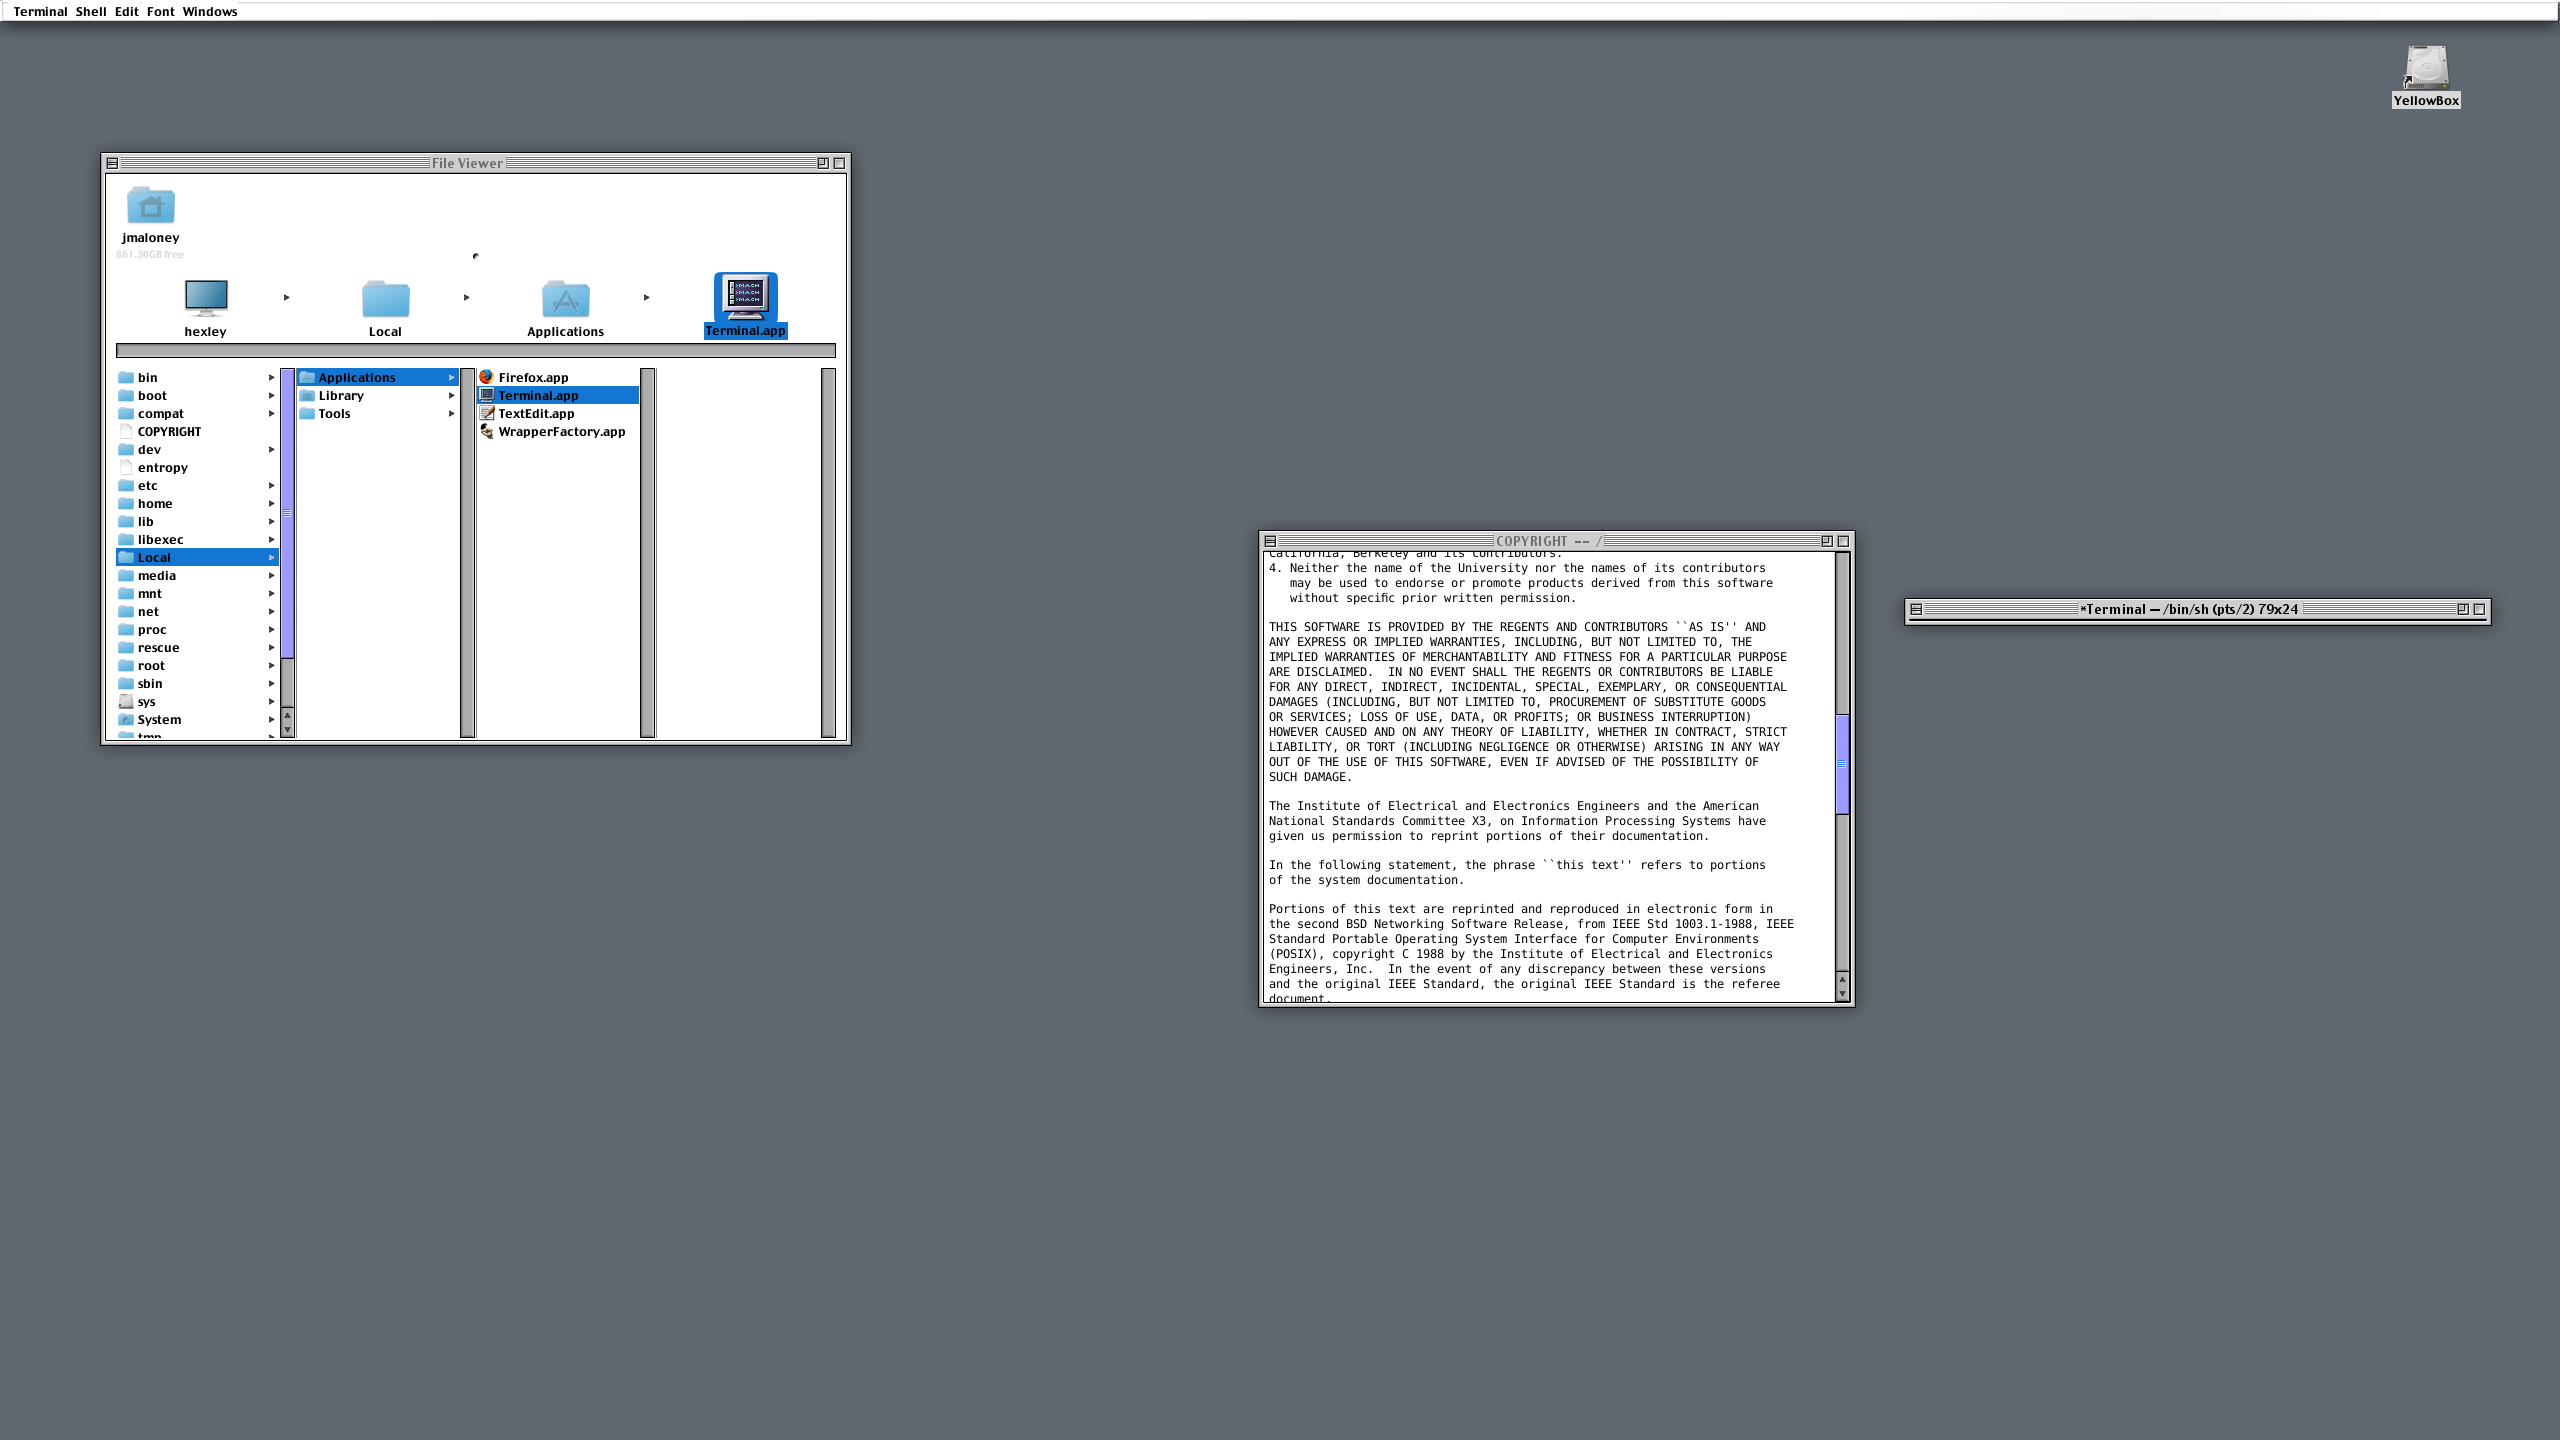 Terminal Shell Edit Font Windows
YellowBox
File Viewer
jmaloney
861.30GB free
hexley
Local
Applications
Terminal.app
bin
boot
compat
COPYRIGHT
dev
entropy
etc
home
lib
libexec
Local
media
mnt
net
proc
rescue
root
sbin
sys
System
tmp
Applications
Library
Tools
Firefox.app
Terminal.app
TextEdit.app
WrapperFactory.app
COPYRIGHT -- /
California, Berkeley and its contributors.
4. Neither the name of the University nor the names of its contributors
may be used to endorse or promote products derived from this software
without specific prior written permission.
THIS SOFTWARE IS PROVIDED BY THE REGENTS AND CONTRIBUTORS ``AS IS'' AND
ANY EXPRESS OR IMPLIED WARRANTIES, INCLUDING, BUT NOT LIMITED TO, THE
IMPLIED WARRANTIES OF MERCHANTABILITY AND FITNESS FOR A PARTICULAR PURPOSE
ARE DISCLAIMED.  IN NO EVENT SHALL THE REGENTS OR CONTRIBUTORS BE LIABLE
FOR ANY DIRECT, INDIRECT, INCIDENTAL, SPECIAL, EXEMPLARY, OR CONSEQUENTIAL
DAMAGES (INCLUDING, BUT NOT LIMITED TO, PROCUREMENT OF SUBSTITUTE GOODS
OR SERVICES; LOSS OF USE, DATA, OR PROFITS; OR BUSINESS INTERRUPTION)
HOWEVER CAUSED AND ON ANY THEORY OF LIABILITY, WHETHER IN CONTRACT, STRICT
LIABILITY, OR TORT (INCLUDING NEGLIGENCE OR OTHERWISE) ARISING IN ANY WAY
OUT OF THE USE OF THIS SOFTWARE, EVEN IF ADVISED OF THE POSSIBILITY OF
SUCH DAMAGE.
The Institute of Electrical and Electronics Engineers and the American
National Standards Committee X3, on Information Processing Systems have
given us permission to reprint portions of their documentation.
In the following statement, the phrase ``this text'' refers to portions
of the system documentation.
Portions of this text are reprinted and reproduced in electronic form in
the second BSD Networking Software Release, from IEEE Std 1003.1-1988, IEEE
Standard Portable Operating System Interface for Computer Environments
(POSIX), copyright C 1988 by the Institute of Electrical and Electronics
Engineers, Inc.  In the event of any discrepancy between these versions
and the original IEEE Standard, the original IEEE Standard is the referee
document.
*Terminal — /bin/sh (pts/2) 79x24